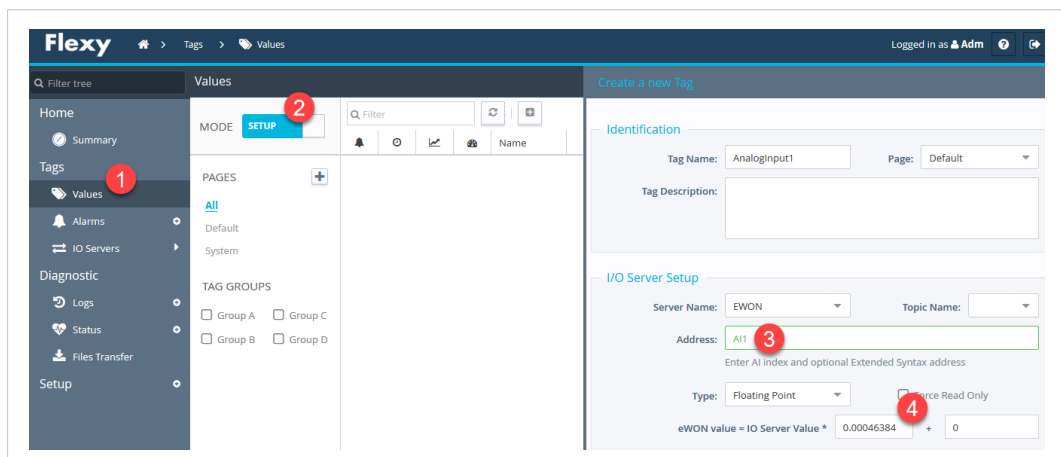 Flexy > Tags > Values Logged in as Adm ?
Filter tree
Home
Summary
Tags
1
Values
Alarms
IO Servers
Diagnostic
Logs
Status
Files Transfer
Setup
Values
MODE SETUP 2
PAGES +
All
Default
System
TAG GROUPS
Group A Group C
Group B Group D
Filter
Name
Create a new Tag
Identification
Tag Name: AnalogInput1 Page: Default
Tag Description:
I/O Server Setup
Server Name: EWON Topic Name:
Address: AI1 3
Enter AI index and optional Extended Syntax address
Type: Floating Point Force Read Only
4
eWON value = IO Server Value * 0.00046384 + 0